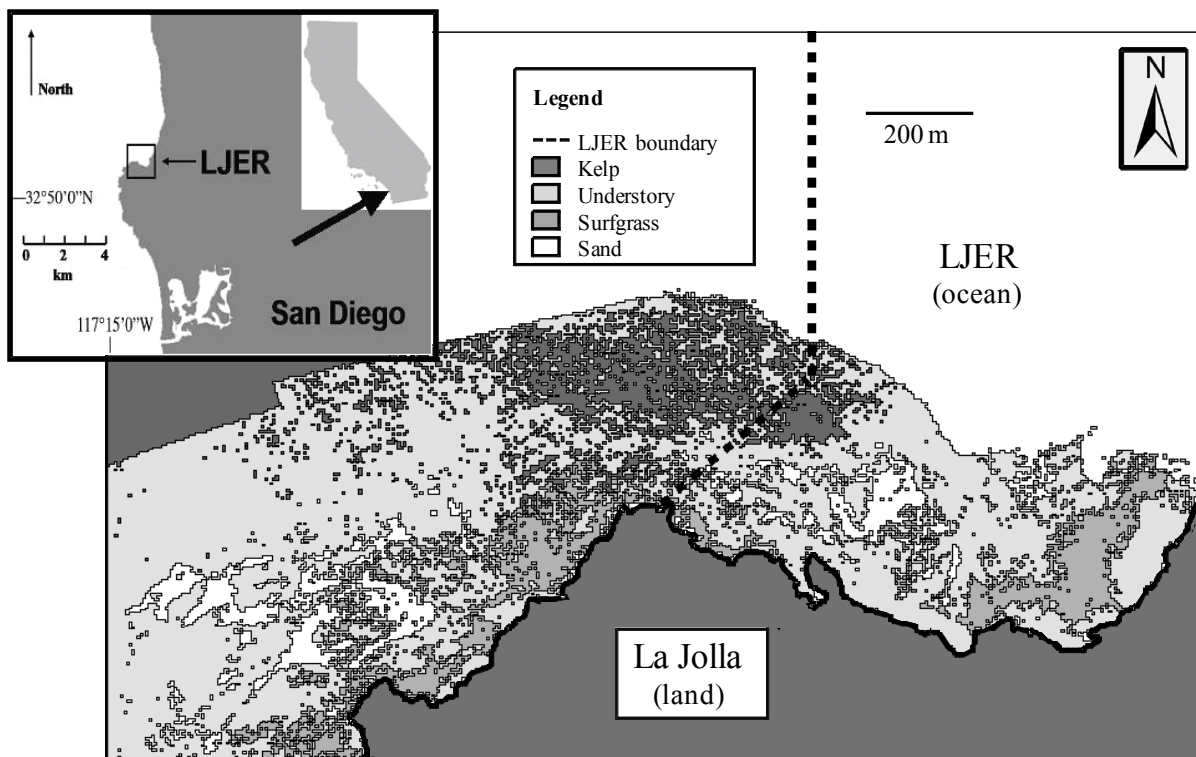 North
LJER
32°50'0”N
0 2 4
km
117°15'0”W
San Diego
Legend
LJER boundary
Kelp
Understory
Surfgrass
Sand
200 m
N
LJER
(ocean)
La Jolla
(land)